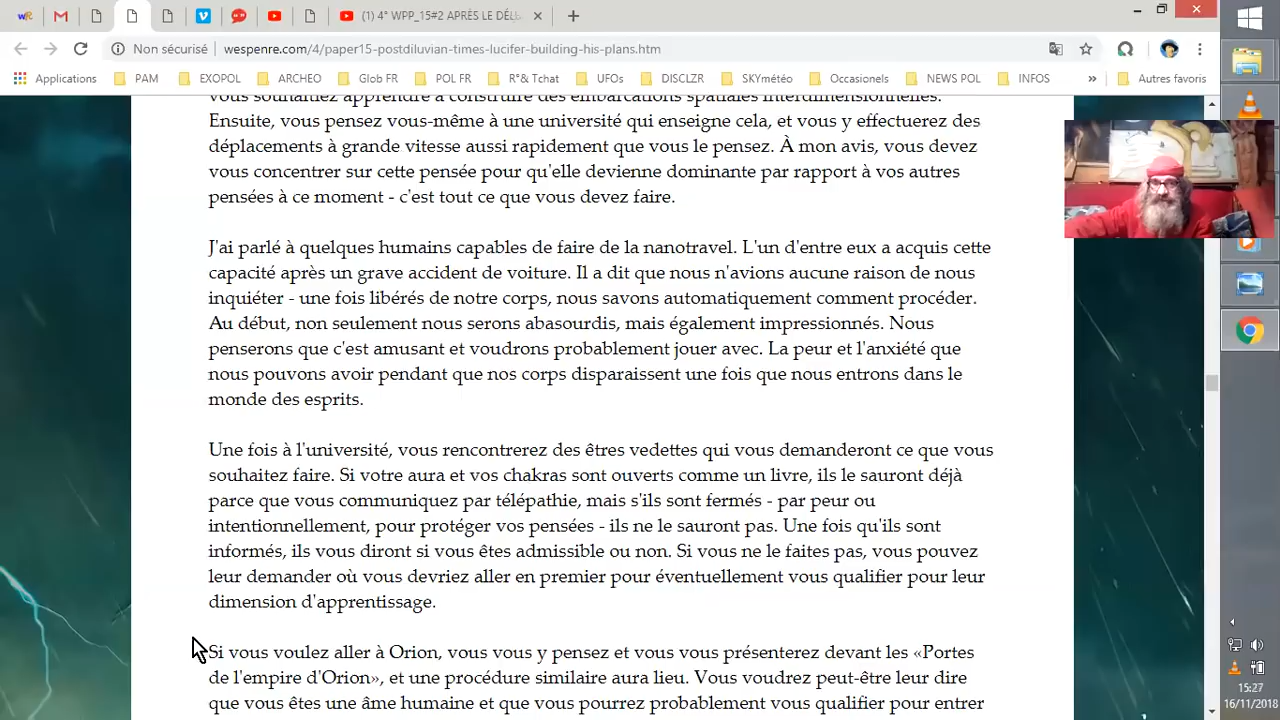 (1) 4° WPP_15#2 APRÈS LE DÉL
Non sécurisé
wespenre.com/4/paper15-postdiluvian-times-lucifer-building-his-plans.htm
Applications PAM EXOPOL ARCHEO Glob FR POL FR R°& Tchat UFOs DISCLZR SKYmétéo Occasionels NEWS POL INFOS » Autres favoris
vous souhaitiez apprendre à construire des embarcations spatiales interdimensionnelles.
Ensuite, vous pensez vous-même à une université qui enseigne cela, et vous y effectuerez des
déplacements à grande vitesse aussi rapidement que vous le pensez. À mon avis, vous devez
vous concentrer sur cette pensée pour qu'elle devienne dominante par rapport à vos autres
pensées à ce moment - c'est tout ce que vous devez faire.
J'ai parlé à quelques humains capables de faire de la nanotravel. L'un d'entre eux a acquis cette
capacité après un grave accident de voiture. Il a dit que nous n'avions aucune raison de nous
inquiéter - une fois libérés de notre corps, nous savons automatiquement comment procéder.
Au début, non seulement nous serons abasourdis, mais également impressionnés. Nous
penserons que c'est amusant et voudrons probablement jouer avec. La peur et l'anxiété que
nous pouvons avoir pendant que nos corps disparaissent une fois que nous entrons dans le
monde des esprits.
Une fois à l'université, vous rencontrerez des êtres vedettes qui vous demanderont ce que vous
souhaitez faire. Si votre aura et vos chakras sont ouverts comme un livre, ils le sauront déjà
parce que vous communiquez par télépathie, mais s'ils sont fermés - par peur ou
intentionnellement, pour protéger vos pensées - ils ne le sauront pas. Une fois qu'ils sont
informés, ils vous diront si vous êtes admissible ou non. Si vous ne le faites pas, vous pouvez
leur demander où vous devriez aller en premier pour éventuellement vous qualifier pour leur
dimension d'apprentissage.
Si vous voulez aller à Orion, vous vous y pensez et vous vous présenterez devant les «Portes
de l'empire d'Orion», et une procédure similaire aura lieu. Vous voudrez peut-être leur dire
que vous êtes une âme humaine et que vous pourrez probablement vous qualifier pour entrer
15:27
16/11/2018